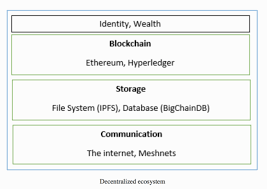 Identity, Wealth
Blockchain
Ethereum, Hyperledger
Storage
File System (IPFS), Database (BigChainDB)
Communication
The internet, Meshnets
Decentralized ecosystem